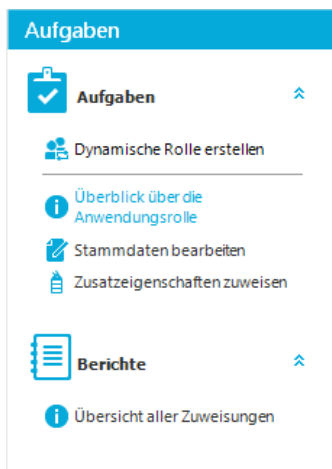 Aufgaben
Aufgaben
Dynamische Rolle erstellen
Überblick über die
Anwendungsrolle
Stammdaten bearbeiten
Zusatzeigenschaften zuweisen
Berichte
Übersicht aller Zuweisungen